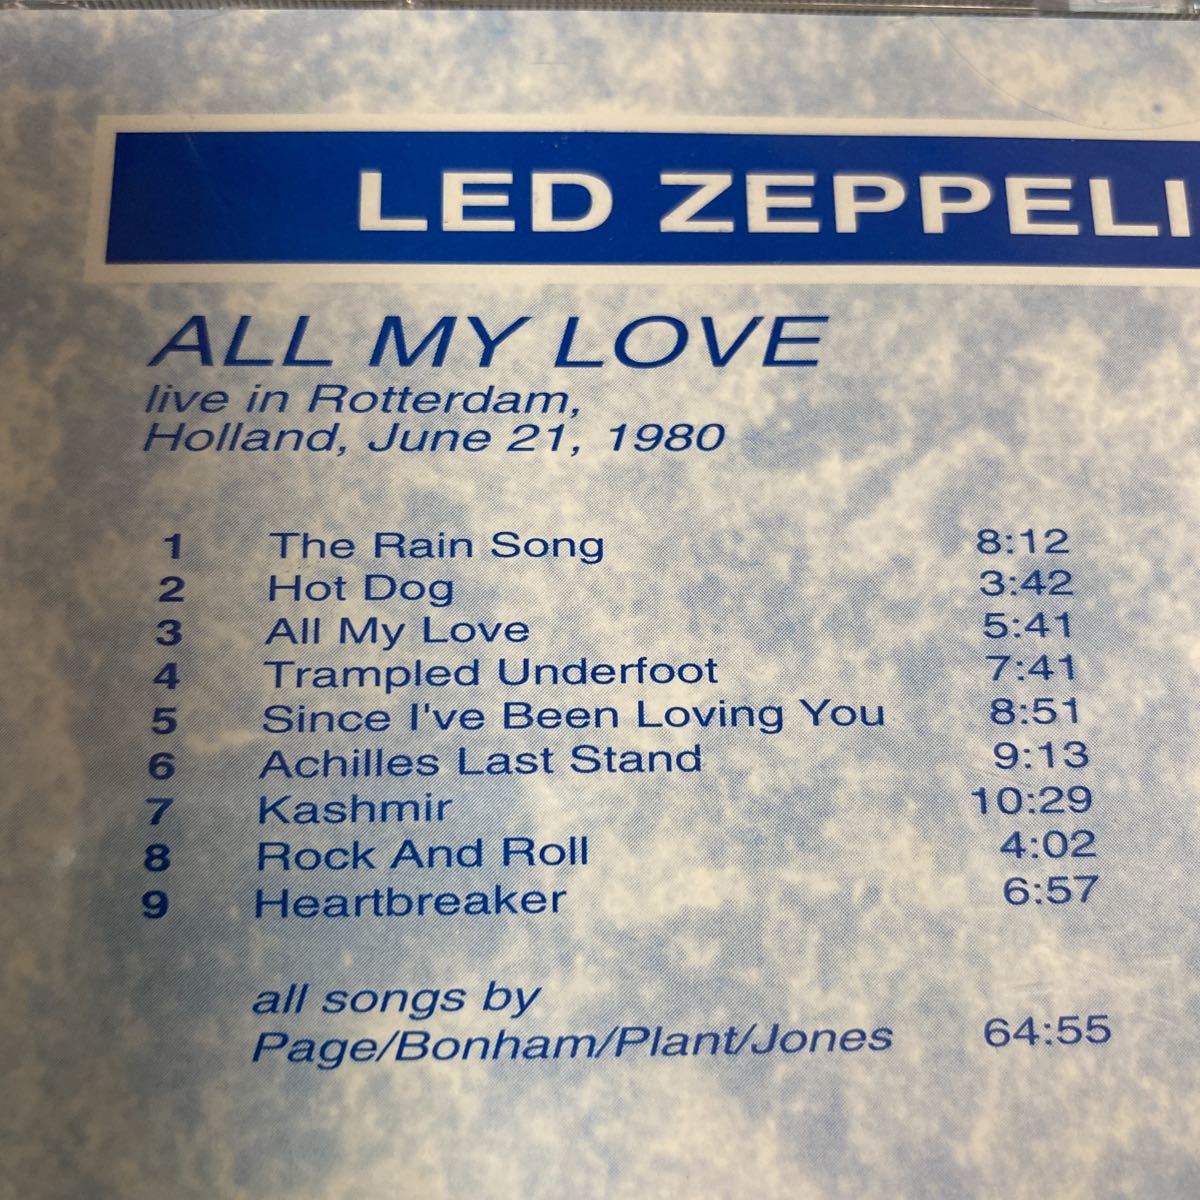 LED ZEPPELI
ALL MY LOVE
live in Rotterdam,
Holland, June 21, 1980
1 The Rain Song 8:12
2 Hot Dog 3:42
3 All My Love 5:41
4 Trampled Underfoot 7:41
5 Since I've Been Loving You 8:51
6 Achilles Last Stand 9:13
7 Kashmir 10:29
8 Rock And Roll 4:02
9 Heartbreaker 6:57
all songs by
Page/Bonham/Plant/Jones 64:55